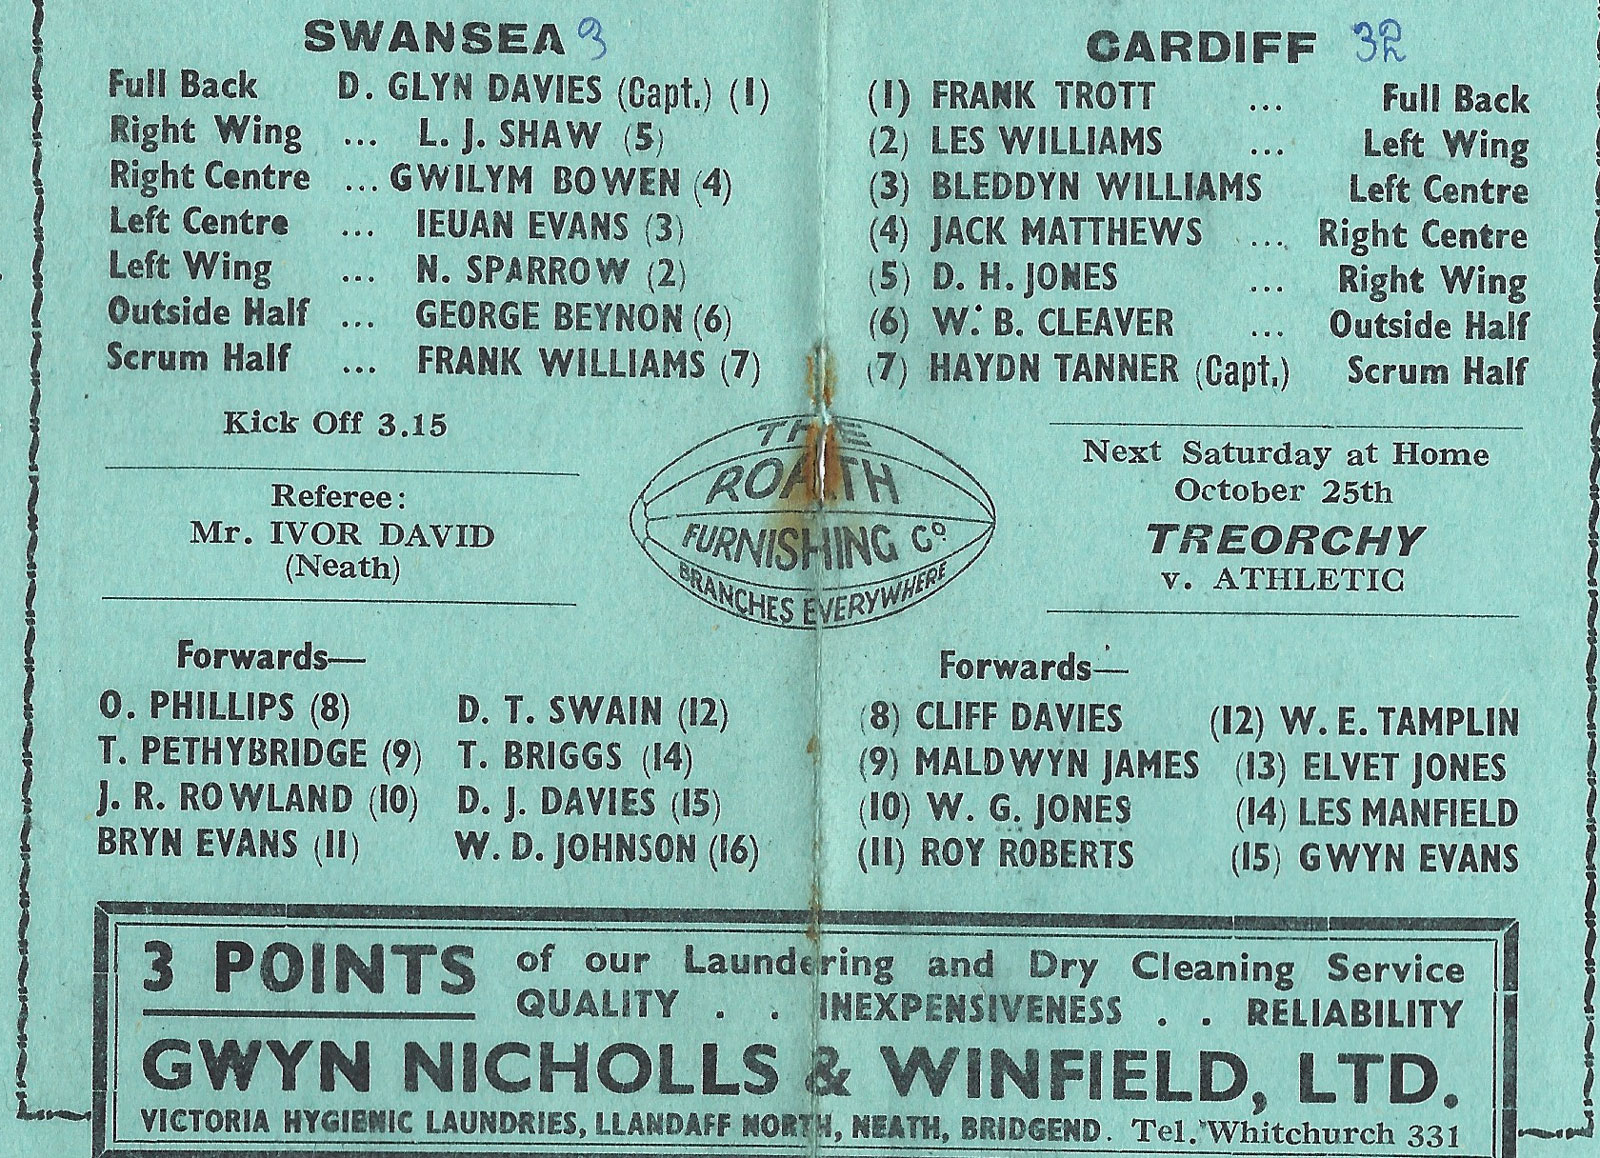 SWANSEA 3
Full Back D. GLYN DAVIES (Capt.) (1)
Right Wing ... L. J. SHAW (5)
Right Centre ... GWILYM BOWEN (4)
Left Centre ... IEUAN EVANS (3)
Left Wing ... N. SPARROW (2)
Outside Half ... GEORGE BEYNON (6)
Scrum Half ... FRANK WILLIAMS (7)
Kick Off 3.15
Referee:
Mr. IVOR DAVID
(Neath)
Forwards—
O. PHILLIPS (8) D. T. SWAIN (12)
T. PETHYBRIDGE (9) T. BRIGGS (14)
J. R. ROWLAND (10) D. J. DAVIES (15)
BRYN EVANS (11) W. D. JOHNSON (16)
THE
ROATH
FURNISHING Co
BRANCHES EVERYWHERE
CARDIFF 32
(1) FRANK TROTT ... Full Back
(2) LES WILLIAMS ... Left Wing
(3) BLEDDYN WILLIAMS Left Centre
(4) JACK MATTHEWS ... Right Centre
(5) D. H. JONES ... Right Wing
(6) W. B. CLEAVER ... Outside Half
(7) HAYDN TANNER (Capt.) Scrum Half
Next Saturday at Home
October 25th
TREORCHY
v. ATHLETIC
Forwards—
(8) CLIFF DAVIES (12) W. E. TAMPLIN
(9) MALDWYN JAMES (13) ELVET JONES
(10) W. G. JONES (14) LES MANFIELD
(11) ROY ROBERTS (15) GWYN EVANS
3 POINTS of our Laundering and Dry Cleaning Service
QUALITY . . INEXPENSIVENESS . . RELIABILITY
GWYN NICHOLLS & WINFIELD, LTD.
VICTORIA HYGIENIC LAUNDRIES, LLANDAFF NORTH, NEATH, BRIDGEND. Tel. Whitchurch 331